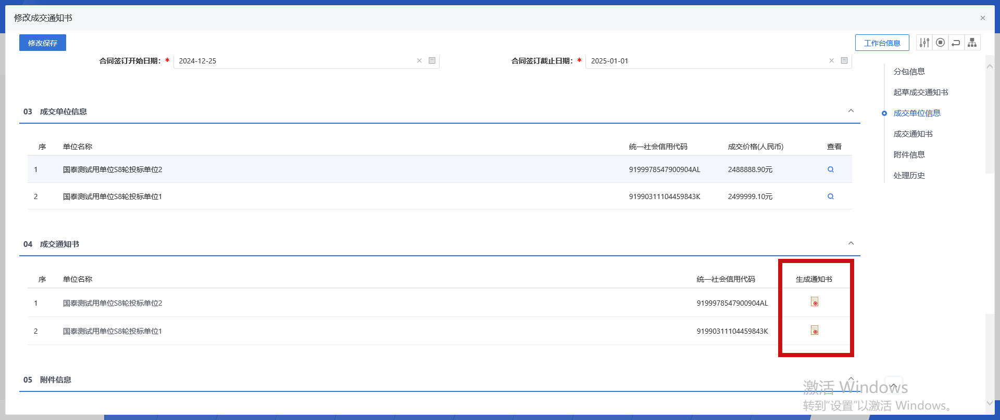 修改成交通知书
修改保存
工作台信息
合同签订开始日期：* 2024-12-25
合同签订截止日期：* 2025-01-01
03 成交单位信息
序 单位名称 统一社会信用代码 成交价格(人民币) 查看
1 国泰测试用单位S8轮投标单位2 9199978547900904AL 2488888.90元
2 国泰测试用单位S8轮投标单位1 91990311104459843K 2499999.10元
04 成交通知书
序 单位名称 统一社会信用代码 生成通知书
1 国泰测试用单位S8轮投标单位2 9199978547900904AL
2 国泰测试用单位S8轮投标单位1 91990311104459843K
05 附件信息
分包信息
起草成交通知书
成交单位信息
成交通知书
附件信息
处理历史
激活 Windows
转到“设置”以激活 Windows。